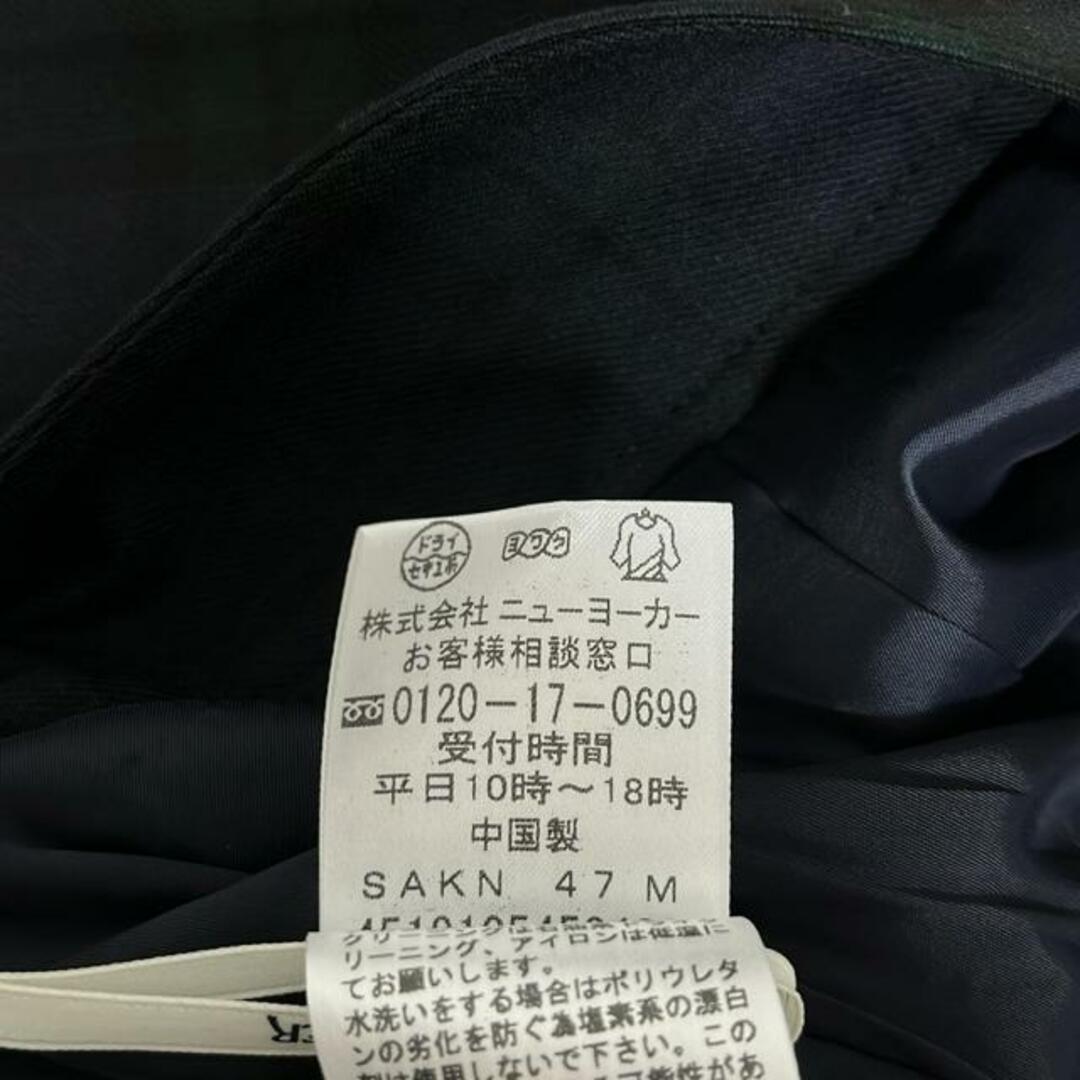 ドライ
セキユ系
ヨワク
株式会社 ニューヨーカー
お客様相談窓口
0120-17-0699
受付時間
平日10時〜18時
中国製
SAKN 47 M
リーニング、アイロンは低温に
てお願いします。
水洗いをする場合はポリウレタ
ンの劣化を防ぐ為塩素系の漂白
剤は使用しないで下さい。この
ER